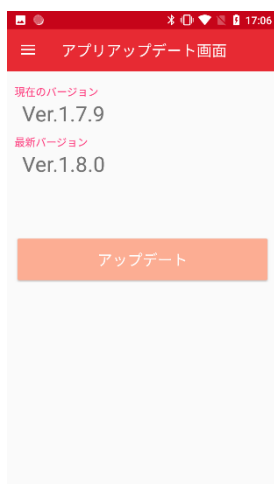 17:06
アプリアップデート画面
現在のバージョン
Ver.1.7.9
最新バージョン
Ver.1.8.0
アップデート